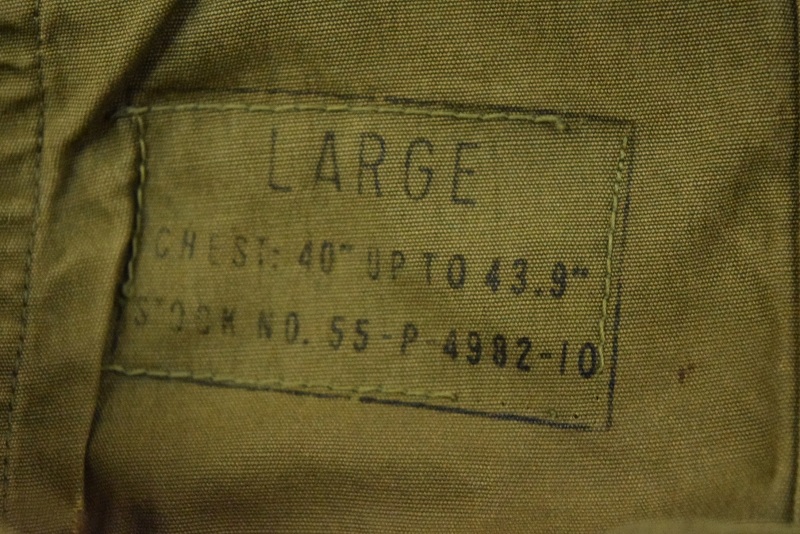 LARGE
CHEST: 40" UP TO 43.9"
STOCK NO. 55-P-4982-10